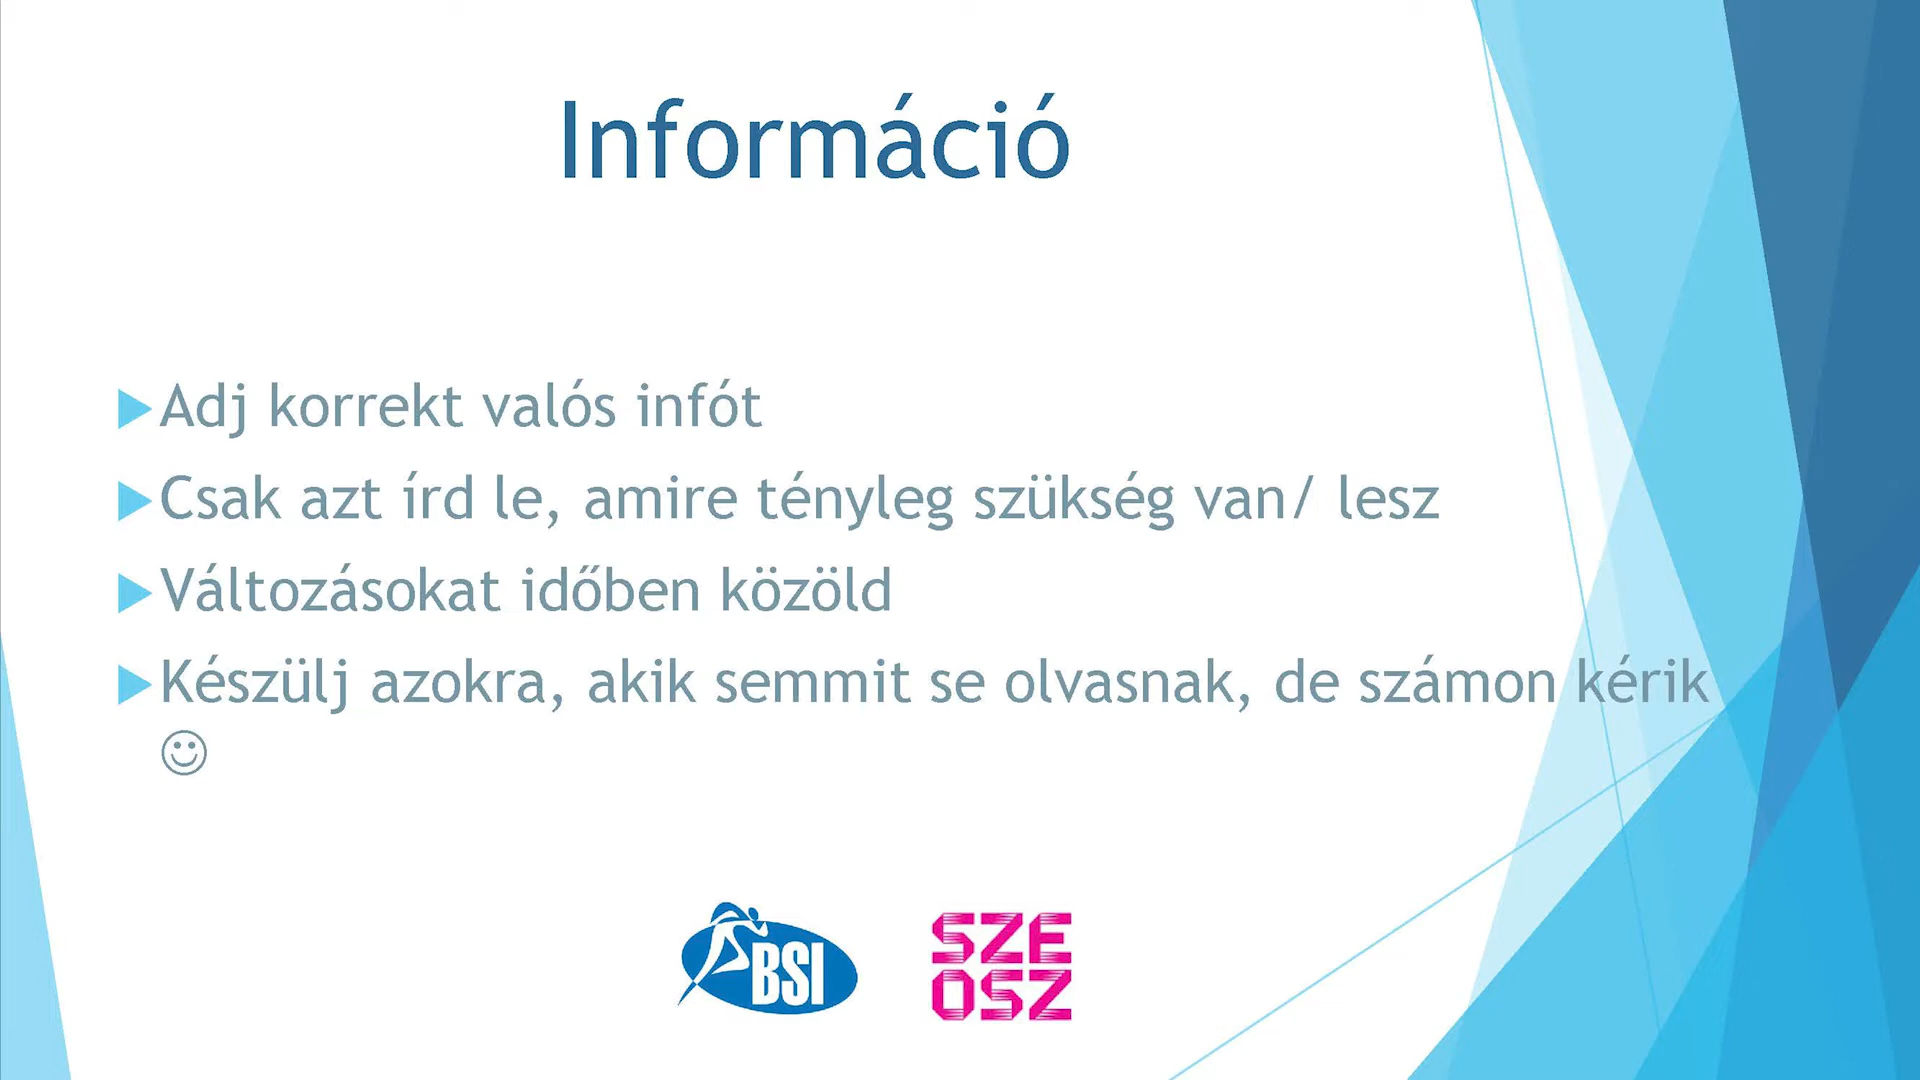 Információ
Adj korrekt valós infót
Csak azt írd le, amire tényleg szükség van/ lesz
Változásokat időben közöld
Készülj azokra, akik semmit se olvasnak, de számon kérik
☺
BSI
SZE
OSZ